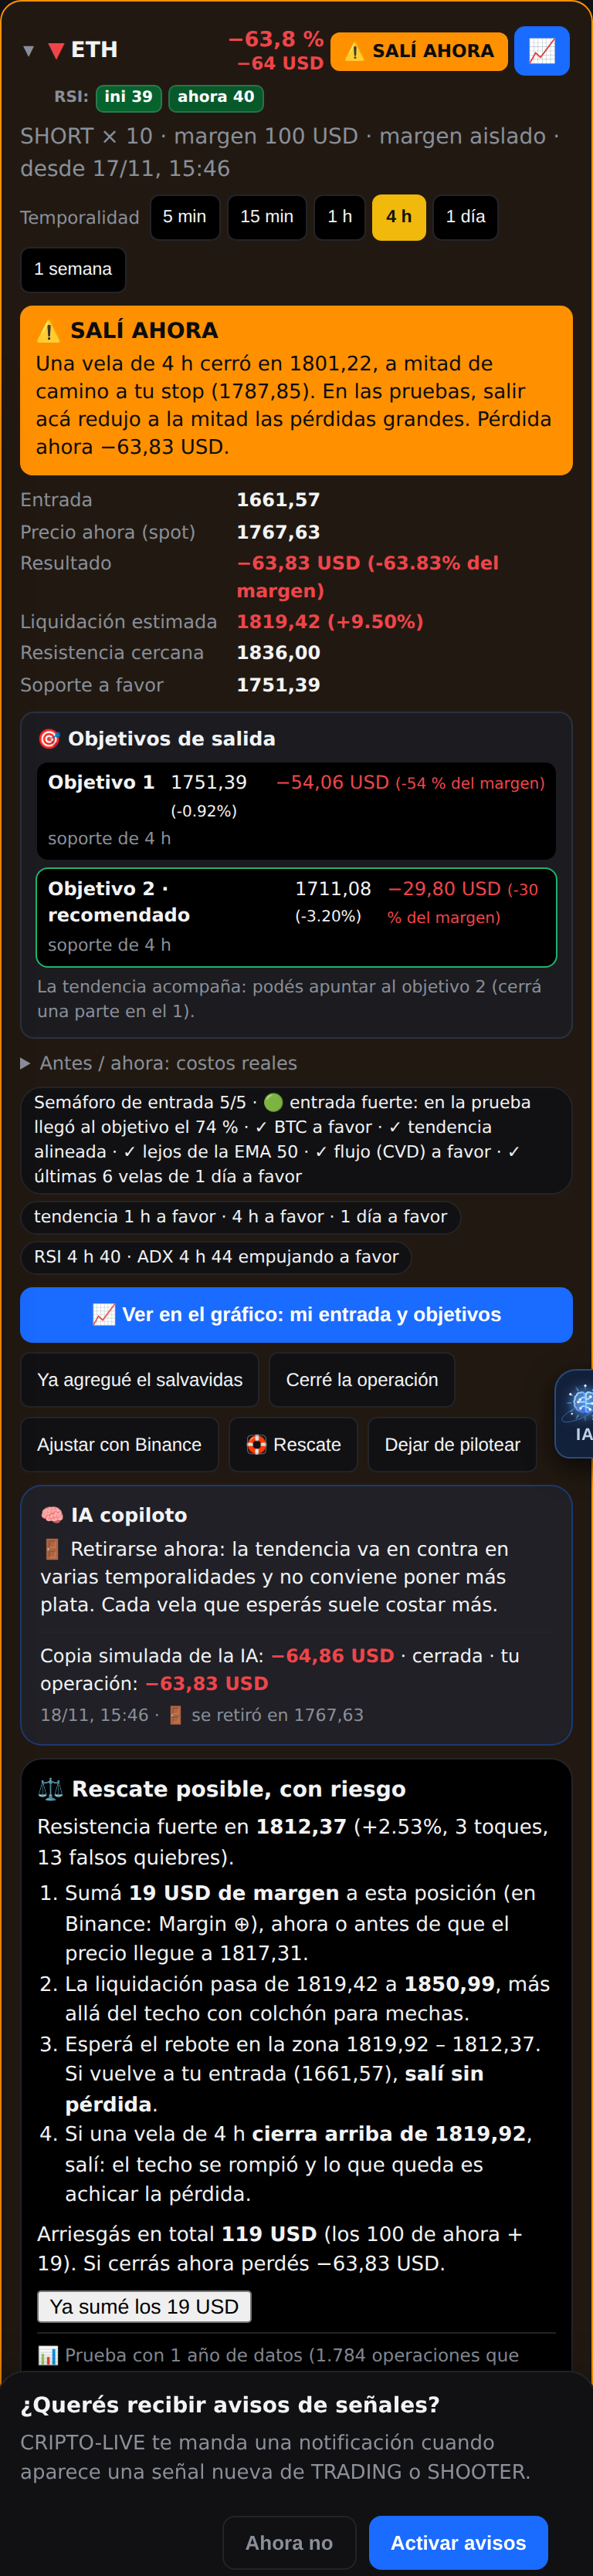 ▼ ▼ ETH
−63,8 %
−64 USD
⚠️ SALÍ AHORA
RSI: ini 39 ahora 40
SHORT × 10 · margen 100 USD · margen aislado ·
desde 17/11, 15:46
Temporalidad 5 min 15 min 1 h 4 h 1 día
1 semana
⚠️ SALÍ AHORA
Una vela de 4 h cerró en 1801,22, a mitad de
camino a tu stop (1787,85). En las pruebas, salir
acá redujo a la mitad las pérdidas grandes. Pérdida
ahora −63,83 USD.
Entrada 1661,57
Precio ahora (spot) 1767,63
Resultado −63,83 USD (-63.83% del
margen)
Liquidación estimada 1819,42 (+9.50%)
Resistencia cercana 1836,00
Soporte a favor 1751,39
🎯 Objetivos de salida
Objetivo 1 1751,39 −54,06 USD (-54 % del margen)
(-0.92%)
soporte de 4 h
Objetivo 2 · 1711,08 −29,80 USD (-30
recomendado (-3.20%) % del margen)
soporte de 4 h
La tendencia acompaña: podés apuntar al objetivo 2 (cerrá
una parte en el 1).
▶ Antes / ahora: costos reales
Semáforo de entrada 5/5 · 🟢 entrada fuerte: en la prueba
llegó al objetivo el 74 % · ✓ BTC a favor · ✓ tendencia
alineada · ✓ lejos de la EMA 50 · ✓ flujo (CVD) a favor · ✓
últimas 6 velas de 1 día a favor
tendencia 1 h a favor · 4 h a favor · 1 día a favor
RSI 4 h 40 · ADX 4 h 44 empujando a favor
📈 Ver en el gráfico: mi entrada y objetivos
Ya agregué el salvavidas Cerré la operación
IA
Ajustar con Binance 🛟 Rescate Dejar de pilotear
🧠 IA copiloto
🚪 Retirarse ahora: la tendencia va en contra en
varias temporalidades y no conviene poner más
plata. Cada vela que esperás suele costar más.
Copia simulada de la IA: −64,86 USD · cerrada · tu
operación: −63,83 USD
18/11, 15:46 · 🚪 se retiró en 1767,63
⚖️ Rescate posible, con riesgo
Resistencia fuerte en 1812,37 (+2.53%, 3 toques,
13 falsos quiebres).
1. Sumá 19 USD de margen a esta posición (en
Binance: Margin ⊕), ahora o antes de que el
precio llegue a 1817,31.
2. La liquidación pasa de 1819,42 a 1850,99, más
allá del techo con colchón para mechas.
3. Esperá el rebote en la zona 1819,92 – 1812,37.
Si vuelve a tu entrada (1661,57), salí sin
pérdida.
4. Si una vela de 4 h cierra arriba de 1819,92,
salí: el techo se rompió y lo que queda es
achicar la pérdida.
Arriesgás en total 119 USD (los 100 de ahora +
19). Si cerrás ahora perdés −63,83 USD.
Ya sumé los 19 USD
📊 Prueba con 1 año de datos (1.784 operaciones que
¿Querés recibir avisos de señales?
CRIPTO-LIVE te manda una notificación cuando
aparece una señal nueva de TRADING o SHOOTER.
Ahora no Activar avisos